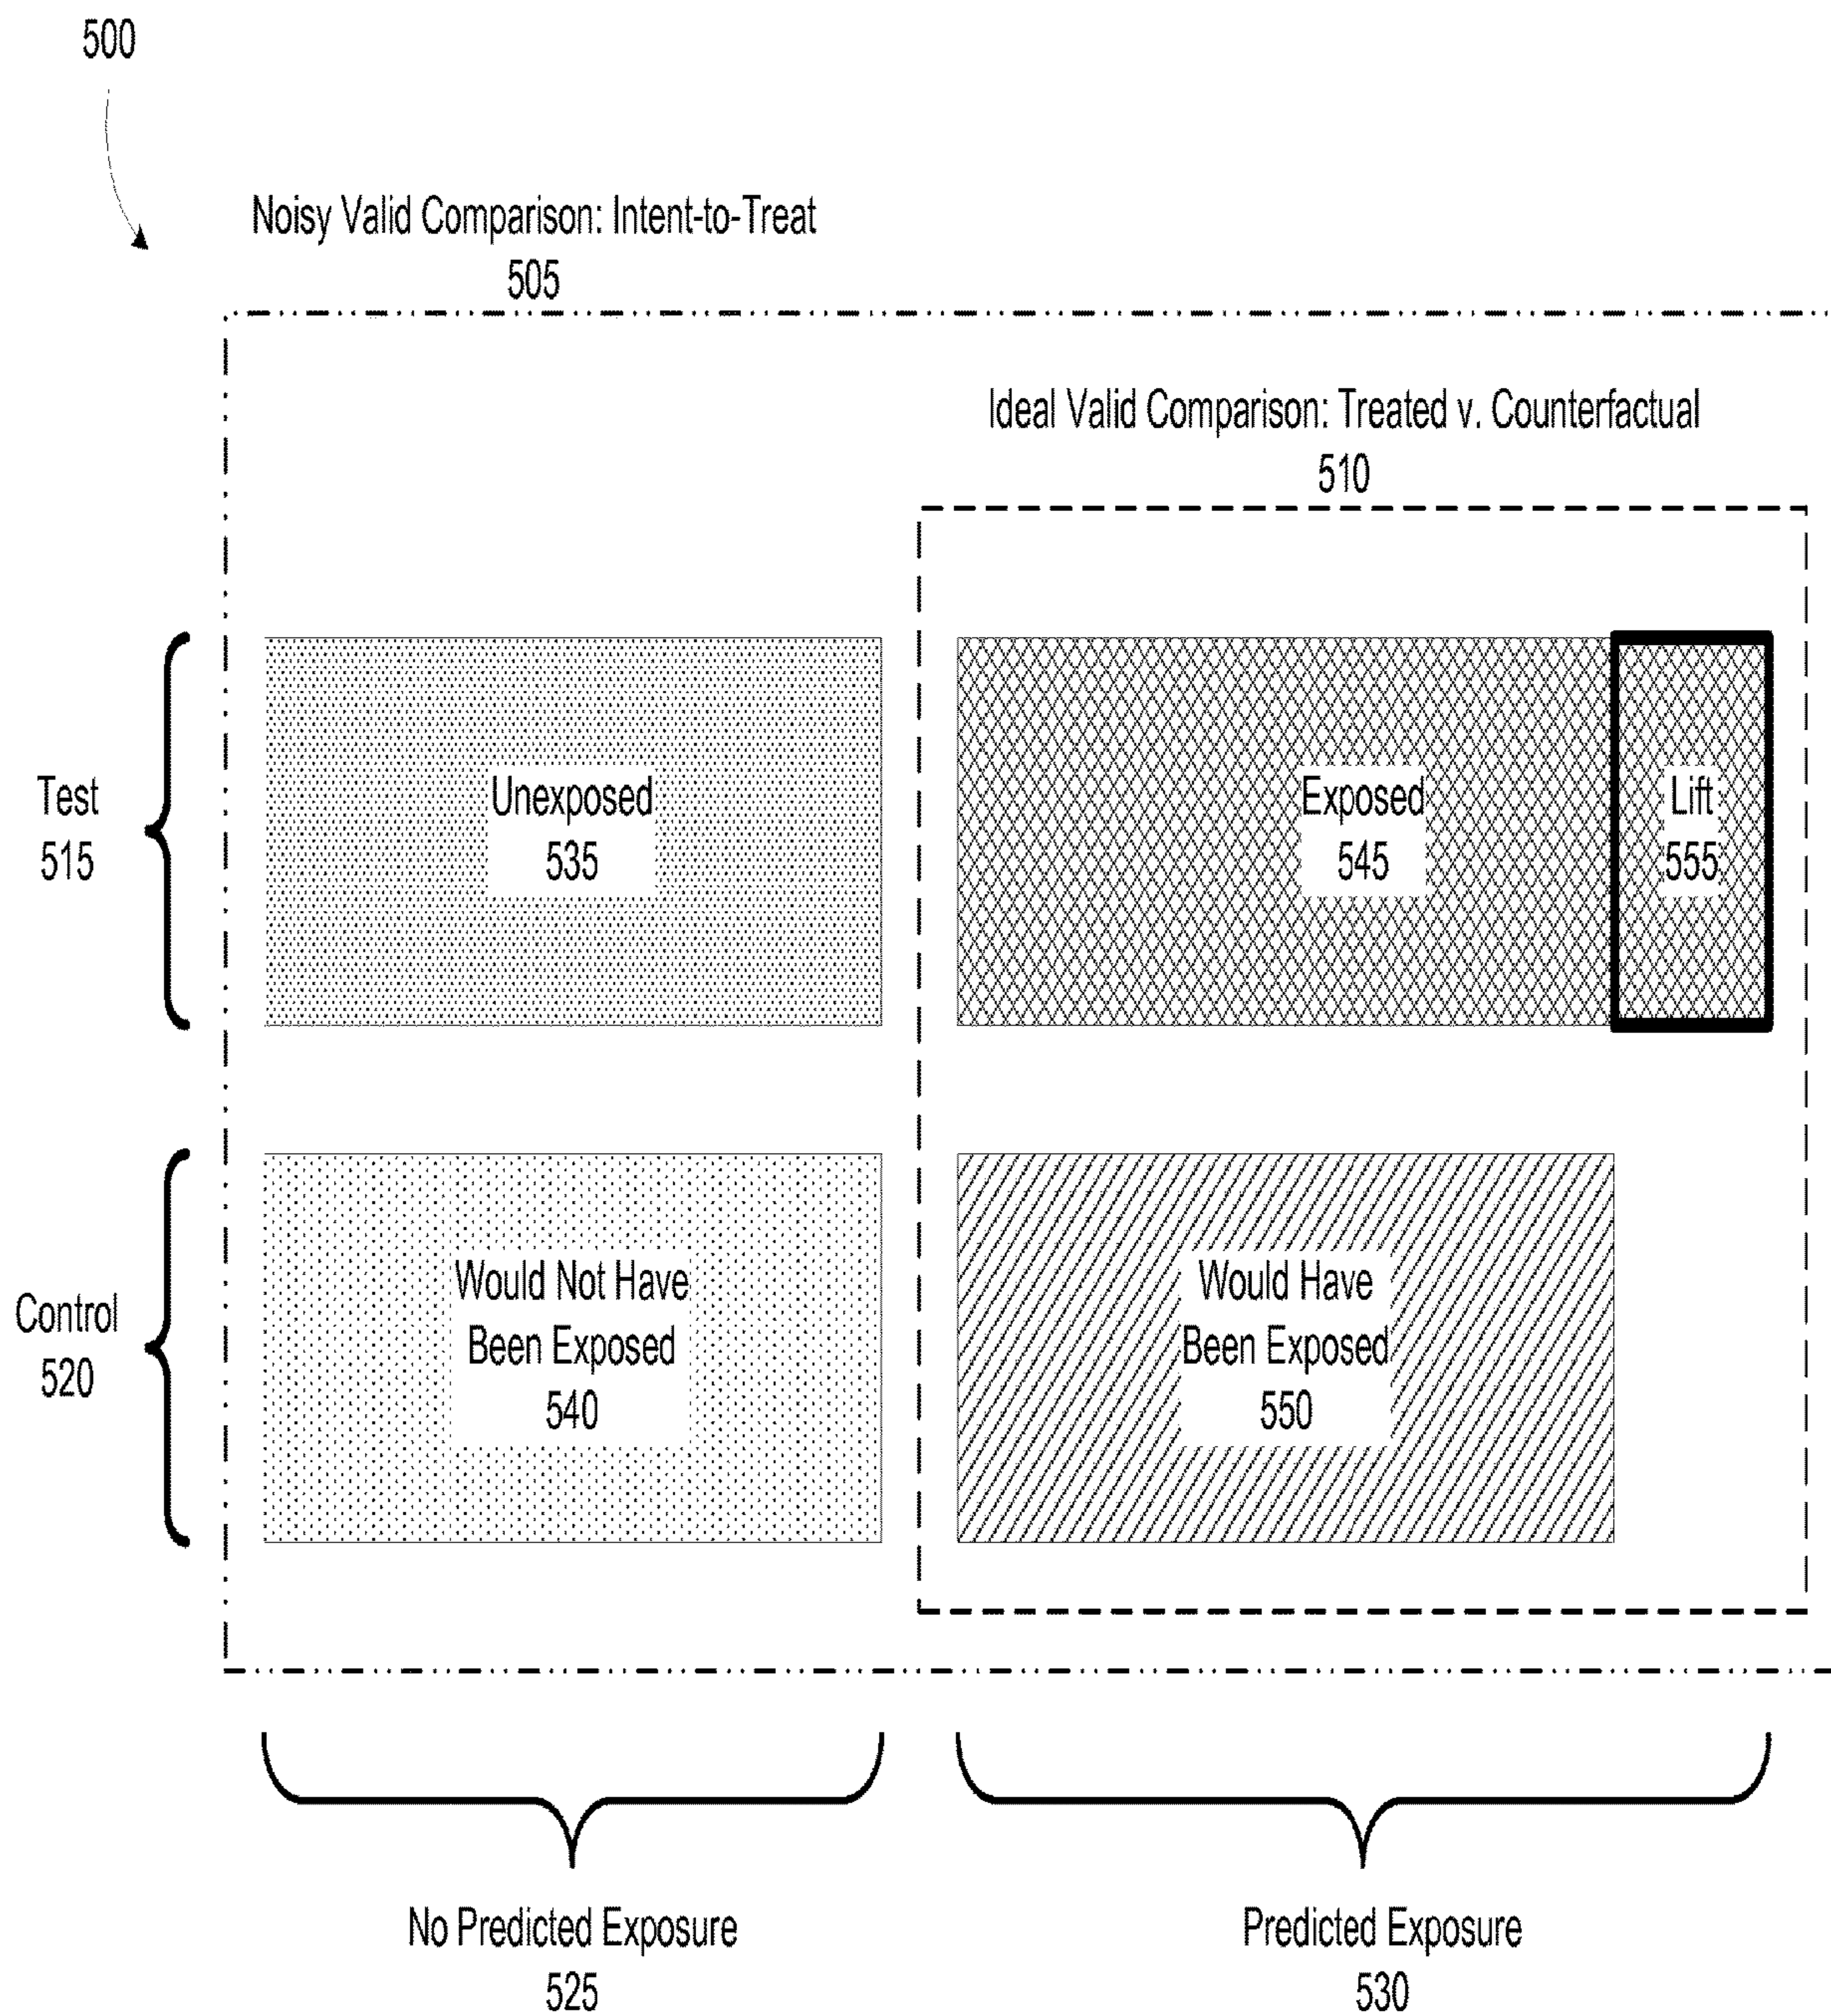 500
Noisy Valid Comparison: Intent-to-Treat
505
Ideal Valid Comparison: Treated v. Counterfactual
510
Test
515
Unexposed
535
Exposed
545
Lift
555
Control
520
Would Not Have
Been Exposed
540
Would Have
Been Exposed
550
No Predicted Exposure
525
Predicted Exposure
530